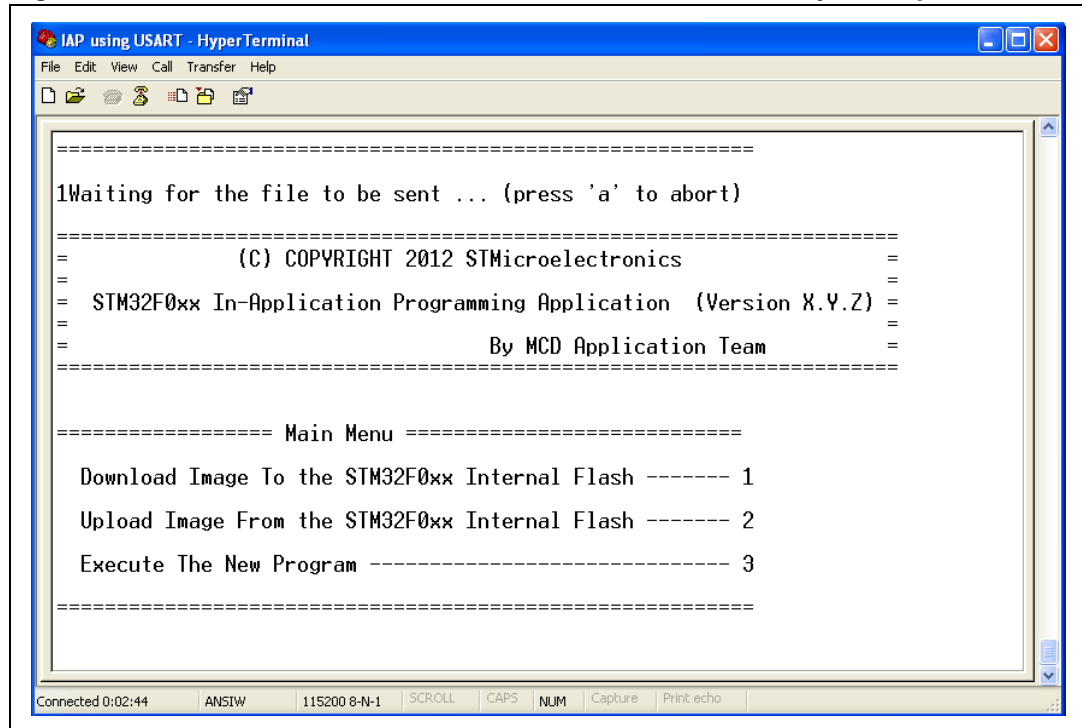 IAP using USART - HyperTerminal
File Edit View Call Transfer Help
==========================================================
1Waiting for the file to be sent ... (press 'a' to abort)
======================================================================
= (C) COPYRIGHT 2012 STMicroelectronics =
= =
= STM32F0xx In-Application Programming Application (Version X.Y.Z) =
= =
= By MCD Application Team =
======================================================================
================== Main Menu ============================
Download Image To the STM32F0xx Internal Flash ------- 1
Upload Image From the STM32F0xx Internal Flash ------- 2
Execute The New Program ------------------------------ 3
==========================================================
Connected 0:02:44 ANSIW 115200 8-N-1 SCROLL CAPS NUM Capture Print echo